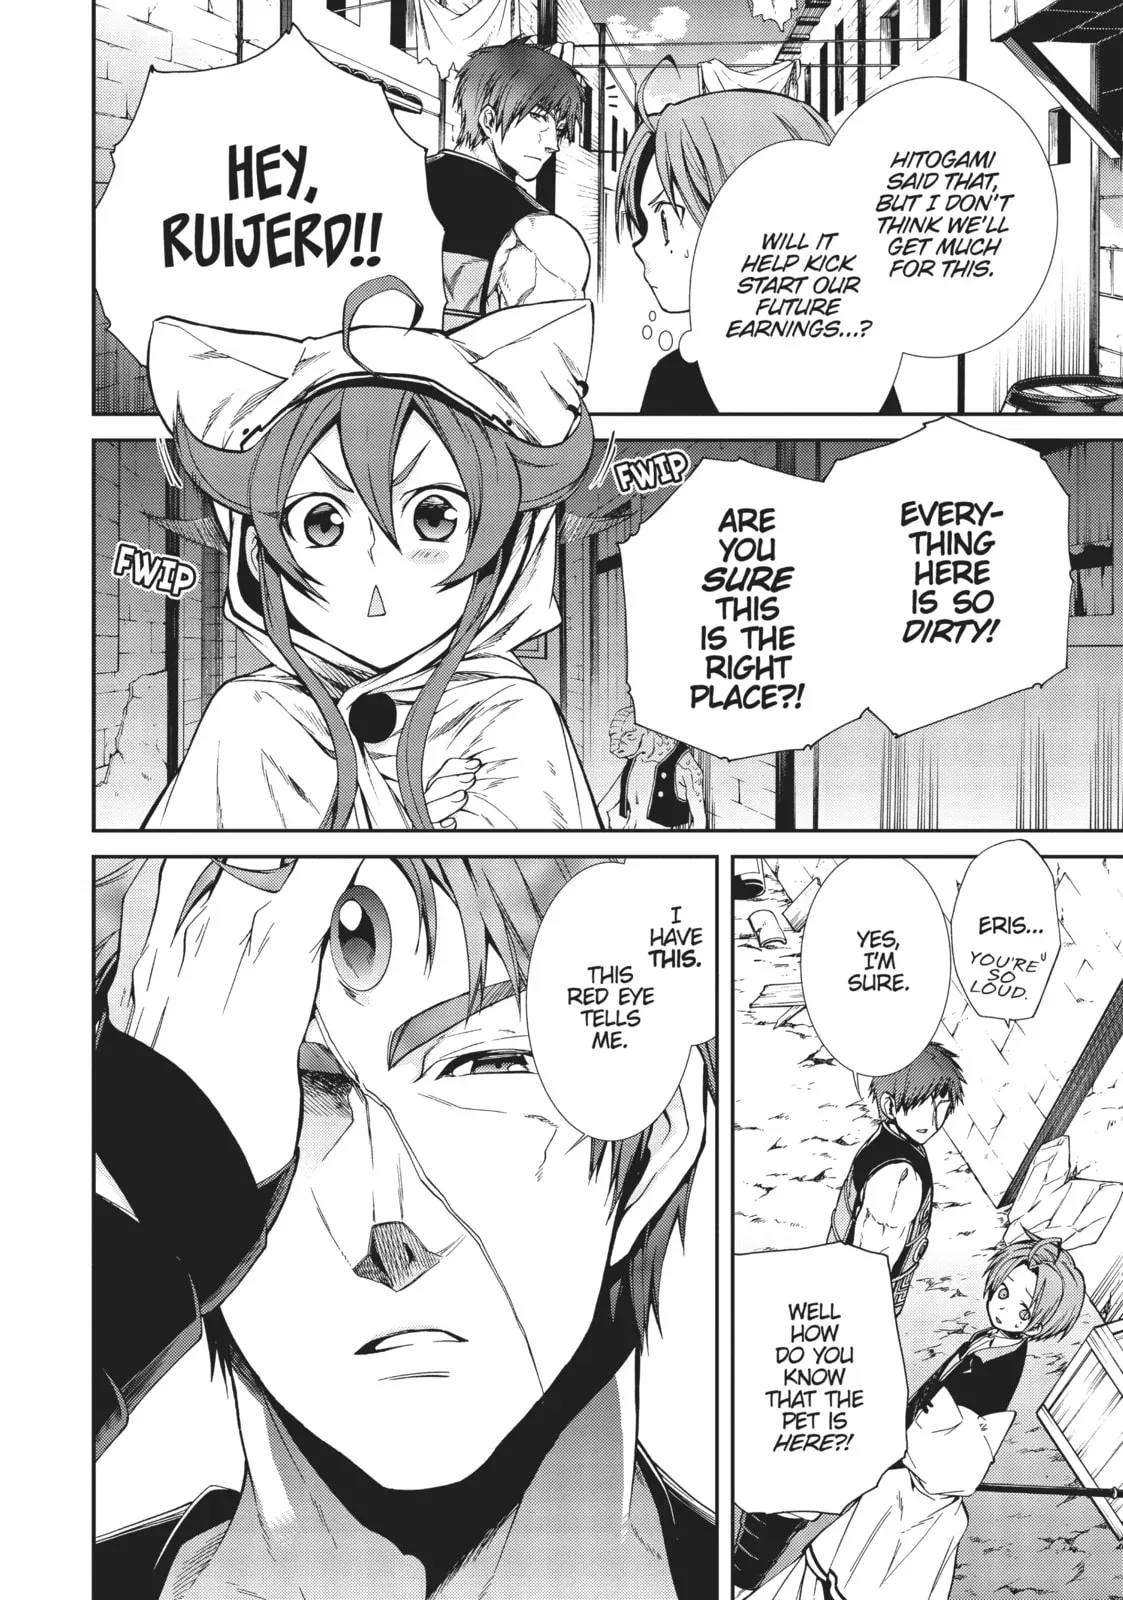 HITOGAMI
SAID THAT,
BUT I DON'T
THINK WE'LL
GET MUCH
FOR THIS.
WILL IT
HELP KICK
START OUR
FUTURE
EARNINGS...?
HEY,
RUIJERD!!
FWIP
FWIP
EVERY-
THING
HERE
IS SO
DIRTY!
ARE
YOU
SURE
THIS
IS THE
RIGHT
PLACE?!
ERIS...
YOU'RE
SO
LOUD.
YES,
I'M
SURE.
WELL
HOW
DO YOU
KNOW
THAT THE
PET IS
HERE?!
I
HAVE
THIS.
THIS
RED EYE
TELLS
ME.